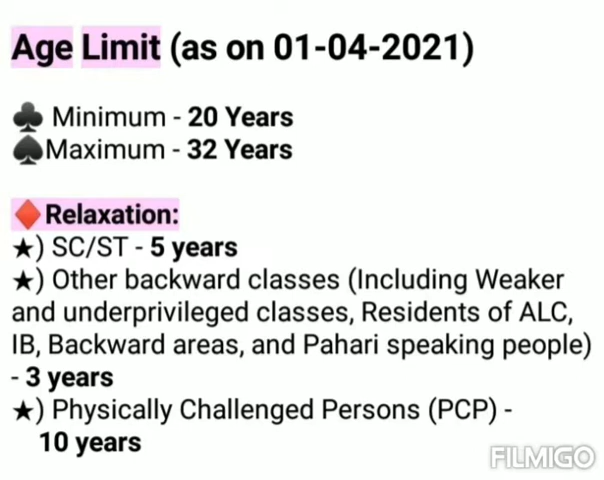 Age Limit (as on 01-04-2021)
♣ Minimum - 20 Years
♠Maximum - 32 Years
♦Relaxation:
★) SC/ST - 5 years
★) Other backward classes (Including Weaker
and underprivileged classes, Residents of ALC,
IB, Backward areas, and Pahari speaking people)
- 3 years
★) Physically Challenged Persons (PCP) -
10 years
FILMIGO